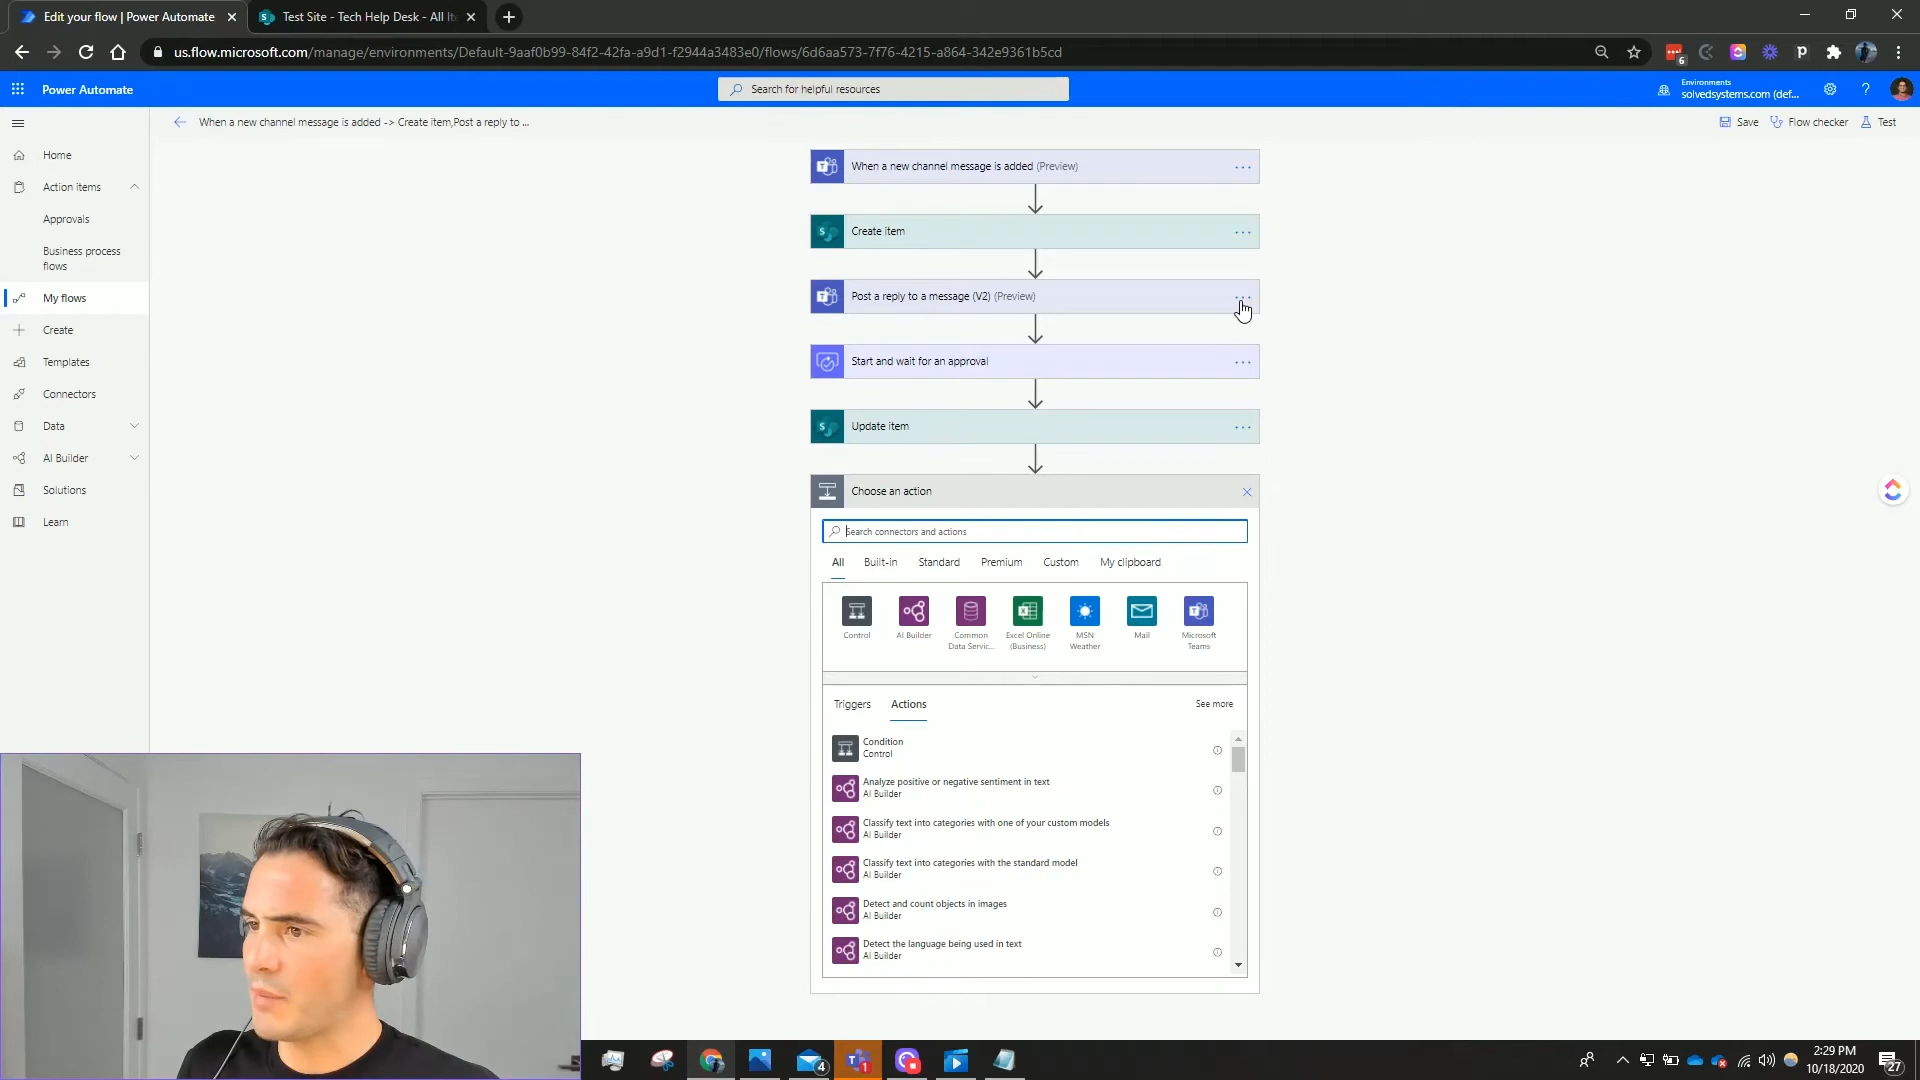 Edit your flow | Power Automate
Test Site - Tech Help Desk - All Ite
us.flow.microsoft.com/manage/environments/Default-9aaf0b99-84f2-42fa-a9d1-f2944a3483e0/flows/6d6aa573-7f76-4215-a864-342e9361b5cd
6
Power Automate
Search for helpful resources
Environments
solvedsystems.com (def...
When a new channel message is added -> Create item,Post a reply to ...
Save
Flow checker
Test
Home
Action items
Approvals
Business process
flows
My flows
Create
Templates
Connectors
Data
AI Builder
Solutions
Learn
When a new channel message is added (Preview)
Create item
Post a reply to a message (V2) (Preview)
Start and wait for an approval
Update item
Choose an action
Search connectors and actions
All
Built-in
Standard
Premium
Custom
My clipboard
Control
AI Builder
Common
Data Servic...
Excel Online
(Business)
MSN
Weather
Mail
Microsoft
Teams
Triggers
Actions
See more
Condition
Control
Analyze positive or negative sentiment in text
AI Builder
Classify text into categories with one of your custom models
AI Builder
Classify text into categories with the standard model
AI Builder
Detect and count objects in images
AI Builder
Detect the language being used in text
AI Builder
4
1
2:29 PM
10/18/2020
27